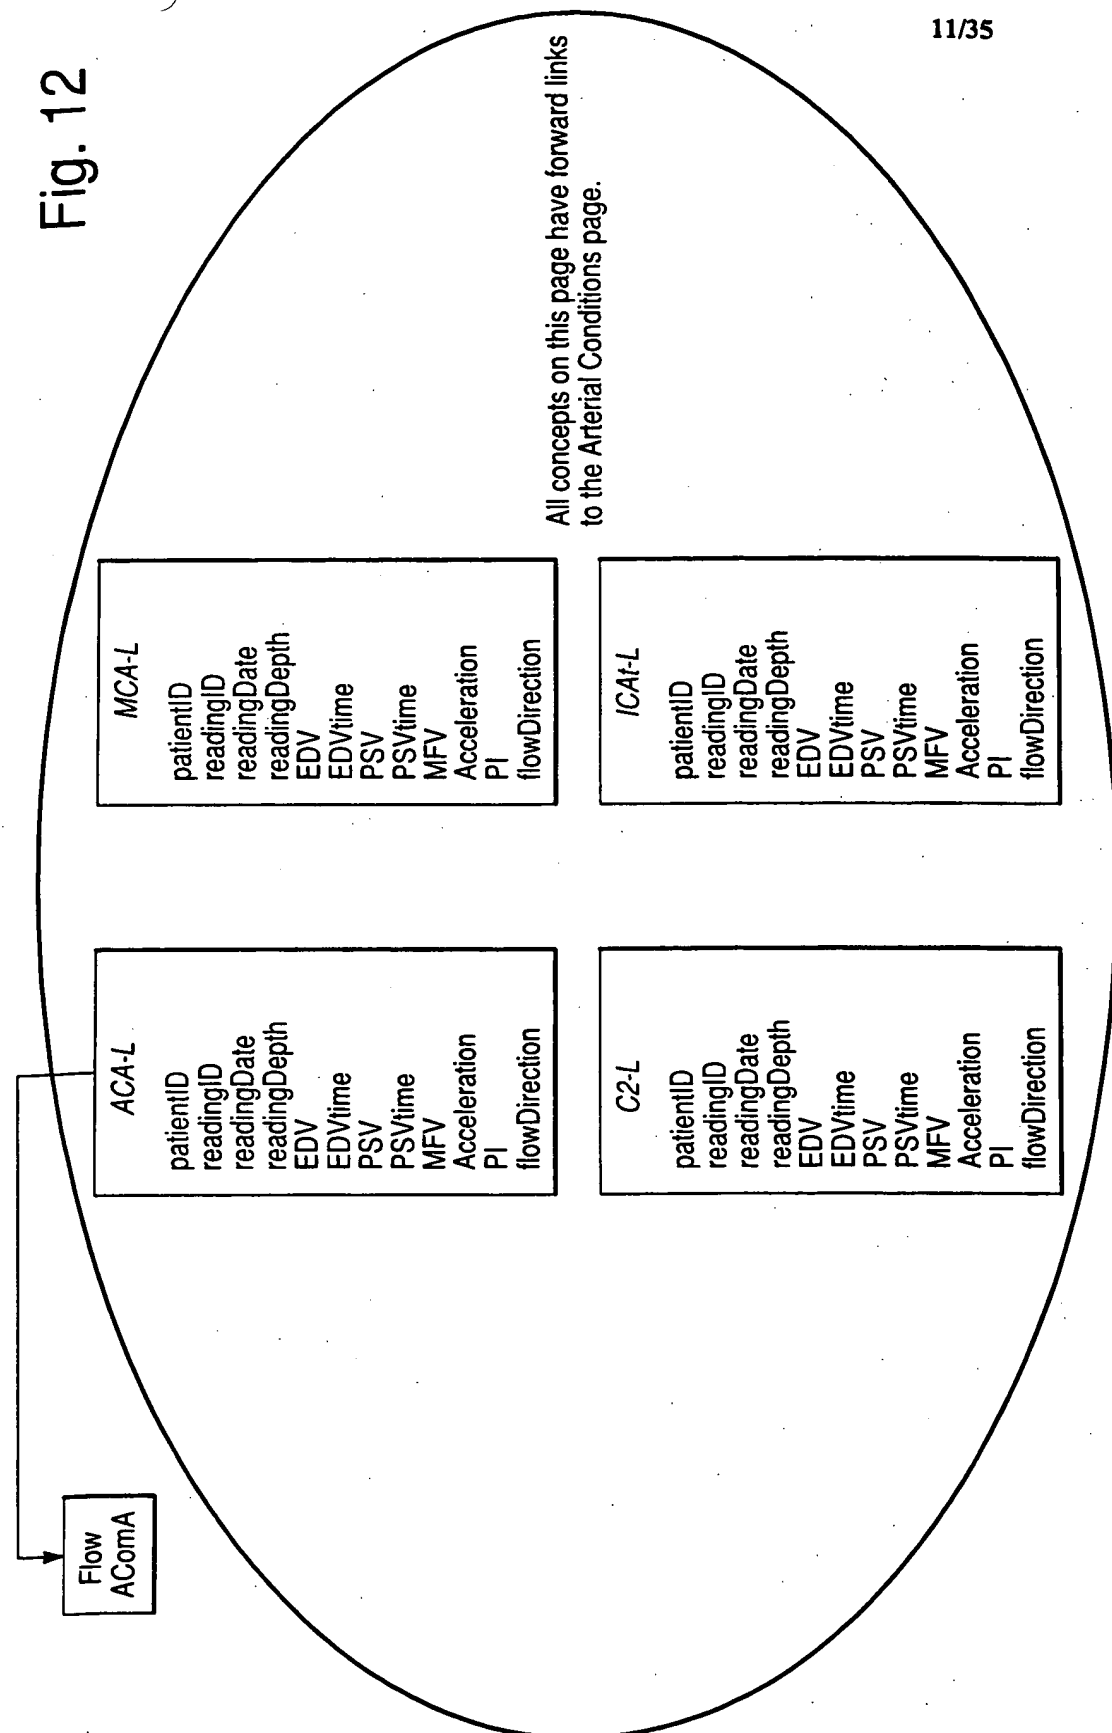 11/35
Fig. 12
Flow
AComA
ACA-L
patientID
readingID
readingDate
readingDepth
EDV
EDVtime
PSV
PSVtime
MFV
Acceleration
PI
flowDirection
MCA-L
patientID
readingID
readingDate
readingDepth
EDV
EDVtime
PSV
PSVtime
MFV
Acceleration
PI
flowDirection
C2-L
patientID
readingID
readingDate
readingDepth
EDV
EDVtime
PSV
PSVtime
MFV
Acceleration
PI
flowDirection
ICAt-L
patientID
readingID
readingDate
readingDepth
EDV
EDVtime
PSV
PSVtime
MFV
Acceleration
PI
flowDirection
All concepts on this page have forward links
to the Arterial Conditions page.